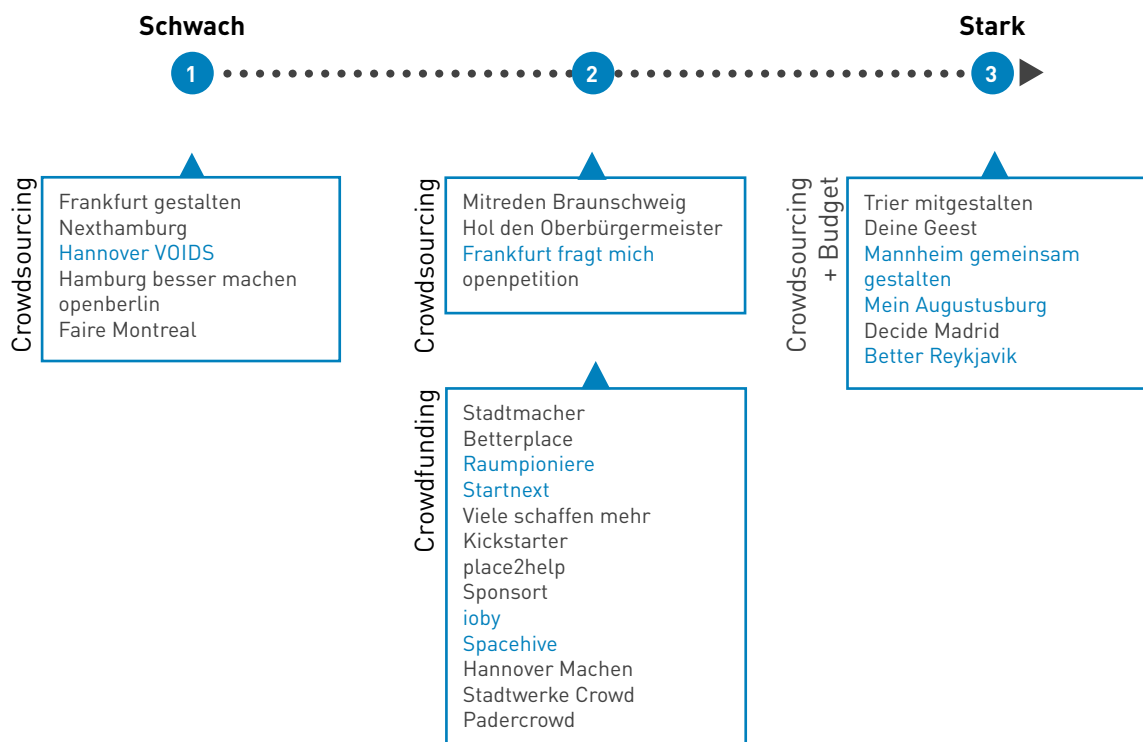 Schwach
Stark
1
2
3
Crowdsourcing
Frankfurt gestalten
Nexthamburg
Hannover VOIDS
Hamburg besser machen
openberlin
Faire Montreal
Crowdsourcing
Mitreden Braunschweig
Hol den Oberbürgermeister
Frankfurt fragt mich
openpetition
Crowdfunding
Stadtmacher
Betterplace
Raumpioniere
Startnext
Viele schaffen mehr
Kickstarter
place2help
Sponsort
ioby
Spacehive
Hannover Machen
Stadtwerke Crowd
Padercrowd
Crowdsourcing
+ Budget
Trier mitgestalten
Deine Geest
Mannheim gemeinsam
gestalten
Mein Augustusburg
Decide Madrid
Better Reykjavik